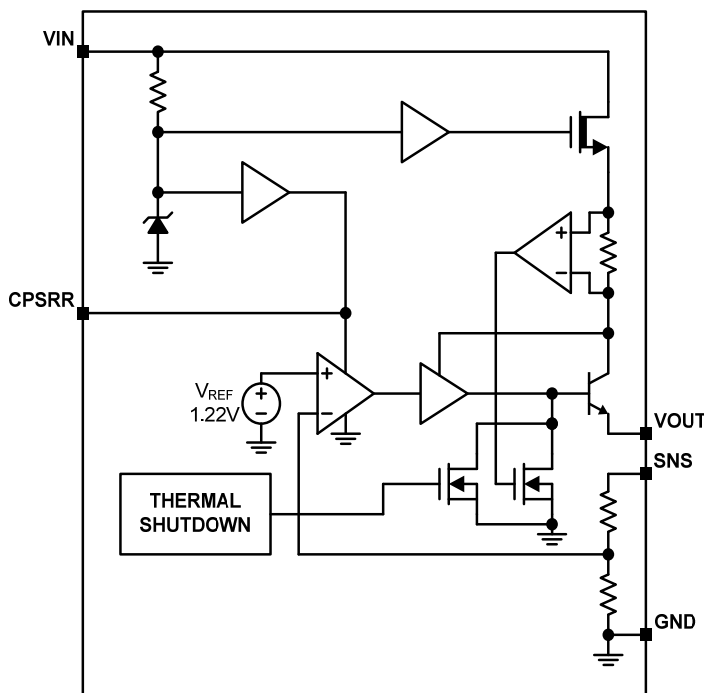 VIN
CPSRR
+
−
+
−
VREF
1.22V
+
−
VOUT
SNS
THERMAL
SHUTDOWN
GND